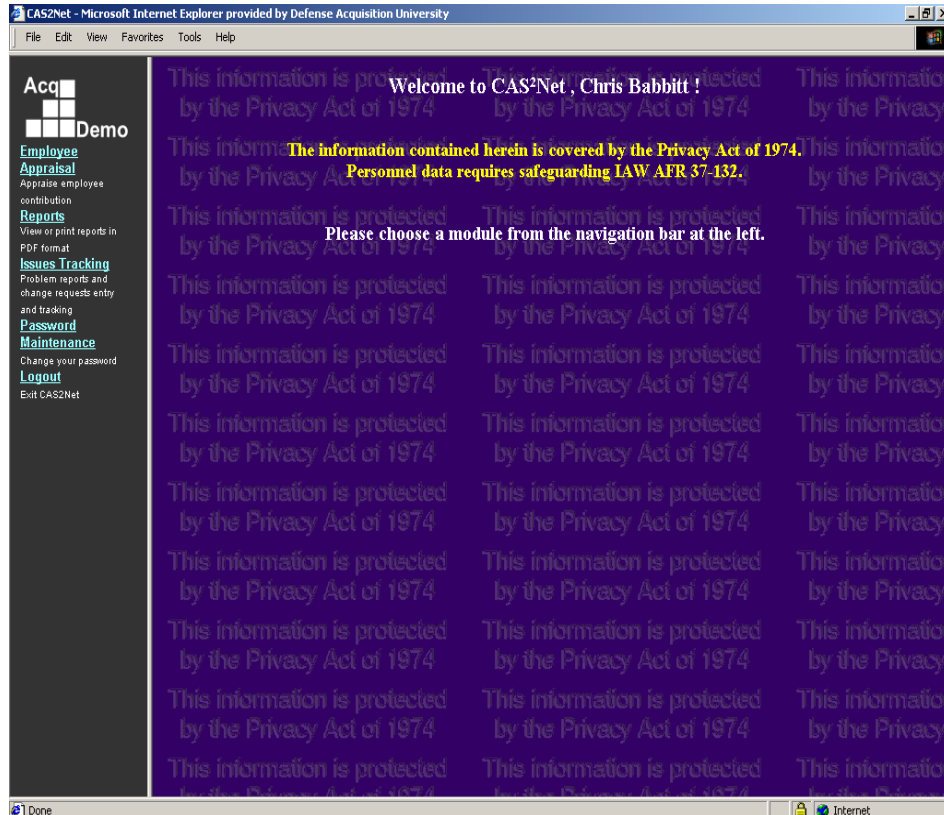 CAS2Net - Microsoft Internet Explorer provided by Defense Acquisition University
File Edit View Favorites Tools Help
Acq
Demo
Employee
Appraisal
Appraise employee
contribution
Reports
View or print reports in
PDF format
Issues Tracking
Problem reports and
change requests entry
and tracking
Password
Maintenance
Change your password
Logout
Exit CAS2Net
Welcome to CAS²Net , Chris Babbitt !
The information contained herein is covered by the Privacy Act of 1974.
Personnel data requires safeguarding IAW AFR 37-132.
Please choose a module from the navigation bar at the left.
This information is protected
by the Privacy Act of 1974
Done
Internet